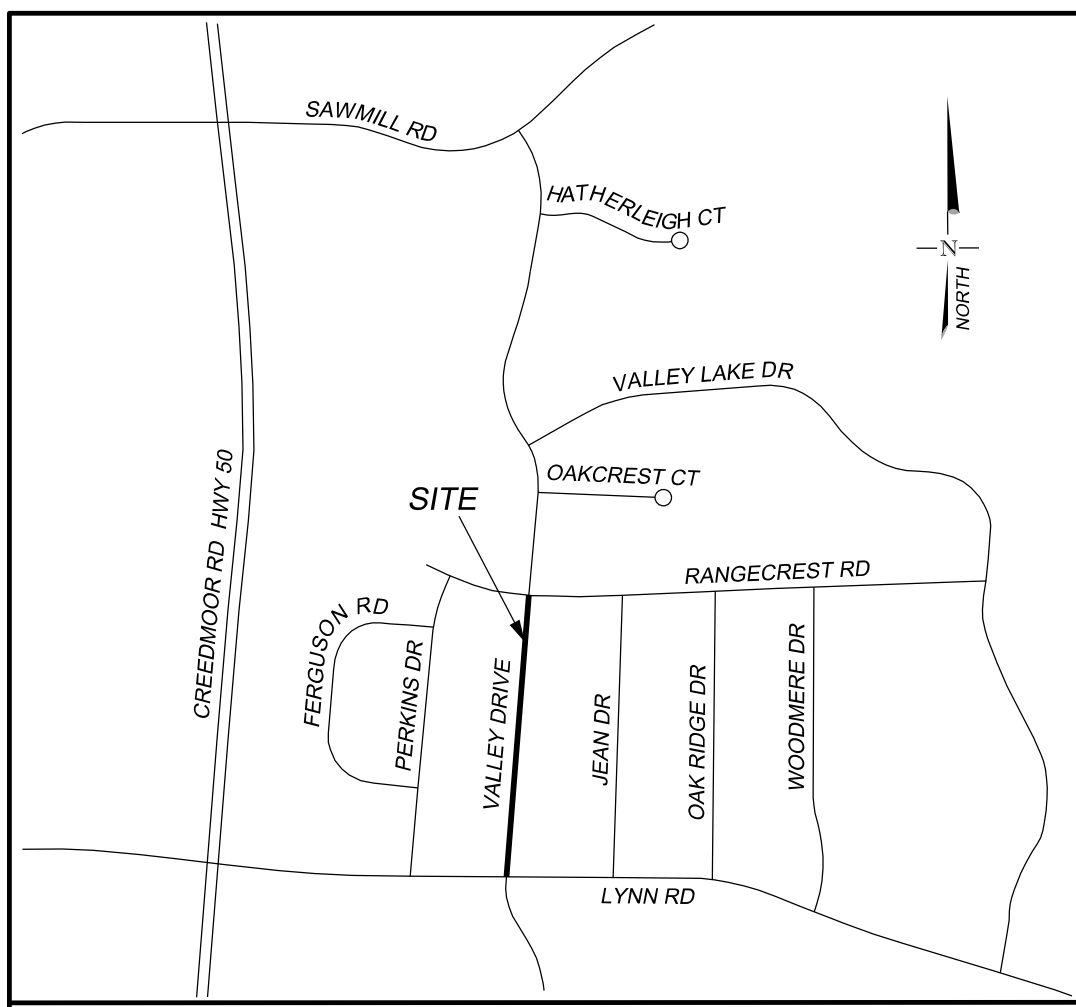 SAWMILL RD
HATHERLEIGH CT
N
NORTH
VALLEY LAKE DR
CREEDMOOR RD HWY 50
OAKCREST CT
SITE
RANGECREST RD
FERGUSON RD
PERKINS DR
VALLEY DRIVE
JEAN DR
OAK RIDGE DR
WOODMERE DR
LYNN RD